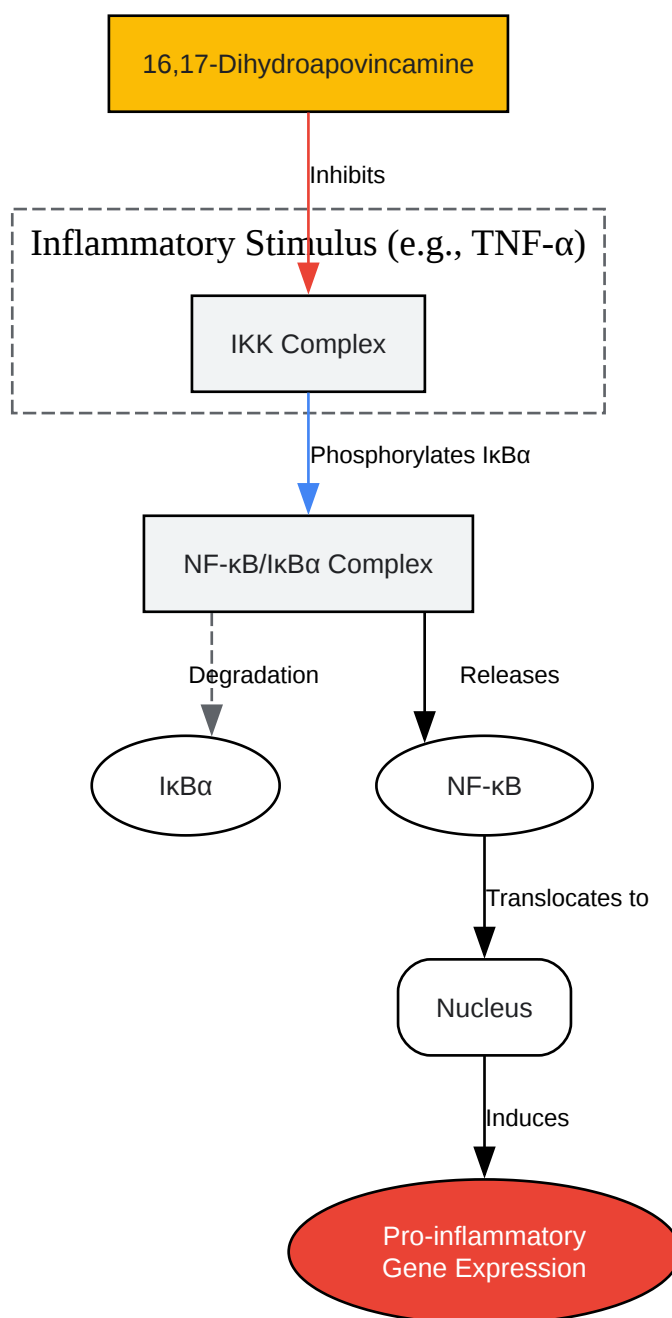 16,17-Dihydroapovincamine
Inhibits
Inflammatory Stimulus (e.g., TNF-α)
IKK Complex
Phosphorylates IκBα
NF-κB/IκBα Complex
Degradation
Releases
IκBα
NF-κB
Translocates to
Nucleus
Induces
Pro-inflammatory
Gene Expression